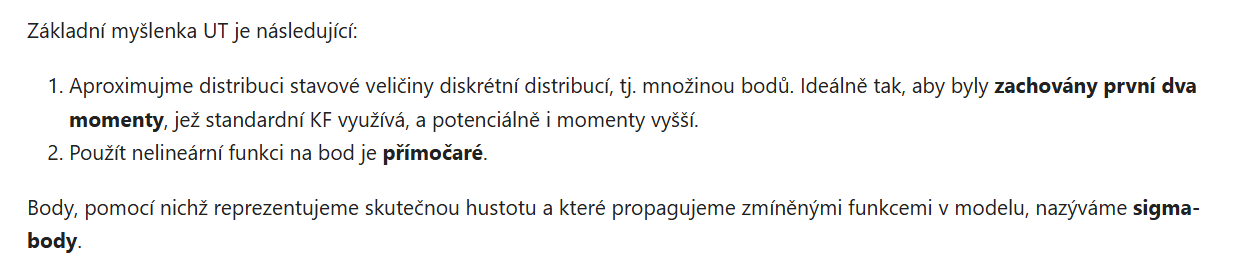 Základní myšlenka UT je následující:
1. Aproximujme distribuci stavové veličiny diskrétní distribucí, tj. množinou bodů. Ideálně tak, aby byly zachovány první dva
momenty, jež standardní KF využívá, a potenciálně i momenty vyšší.
2. Použít nelineární funkci na bod je přímočaré.
Body, pomocí nichž reprezentujeme skutečnou hustotu a které propagujeme zmíněnými funkcemi v modelu, nazýváme sigma-
body.